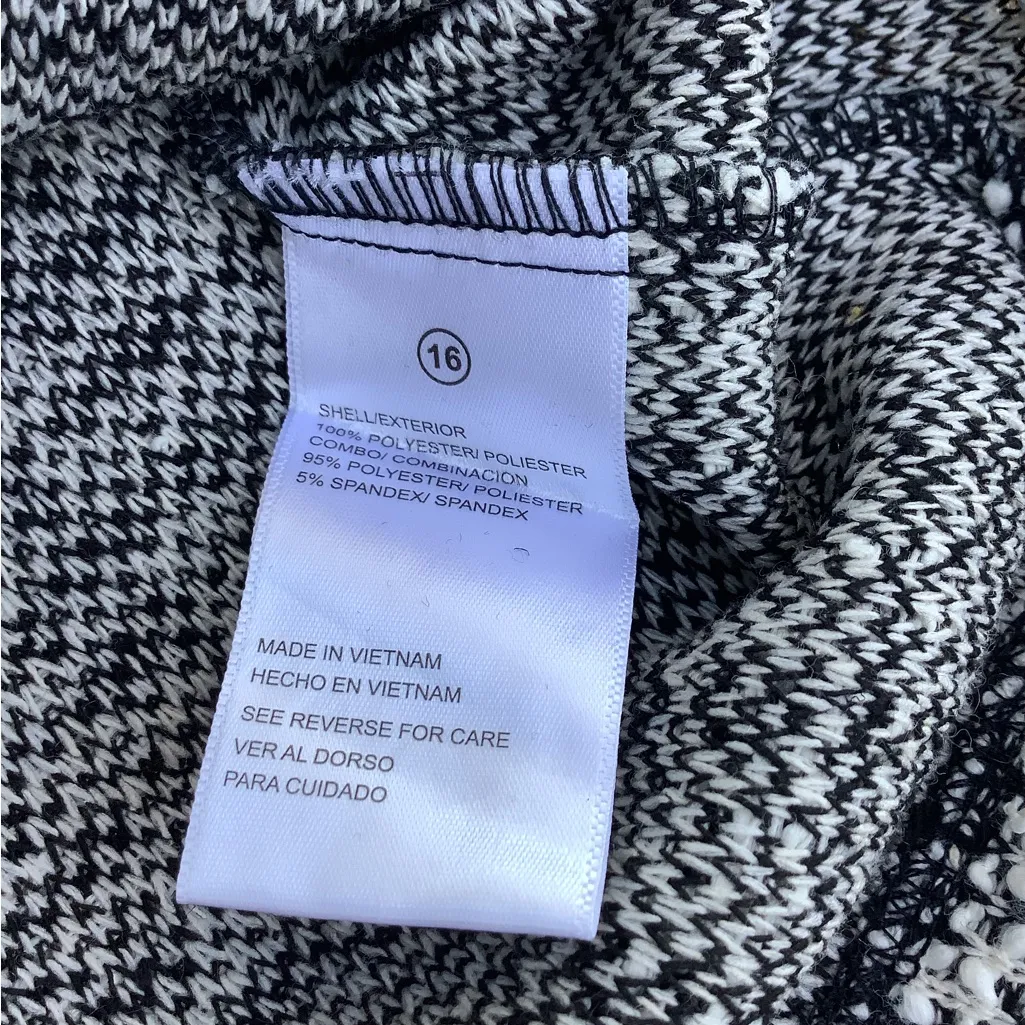 16
SHELL/EXTERIOR
100% POLYESTER/ POLIESTER
COMBO/ COMBINACION
95% POLYESTER/ POLIESTER
5% SPANDEX/ SPANDEX
MADE IN VIETNAM
HECHO EN VIETNAM
SEE REVERSE FOR CARE
VER AL DORSO
PARA CUIDADO